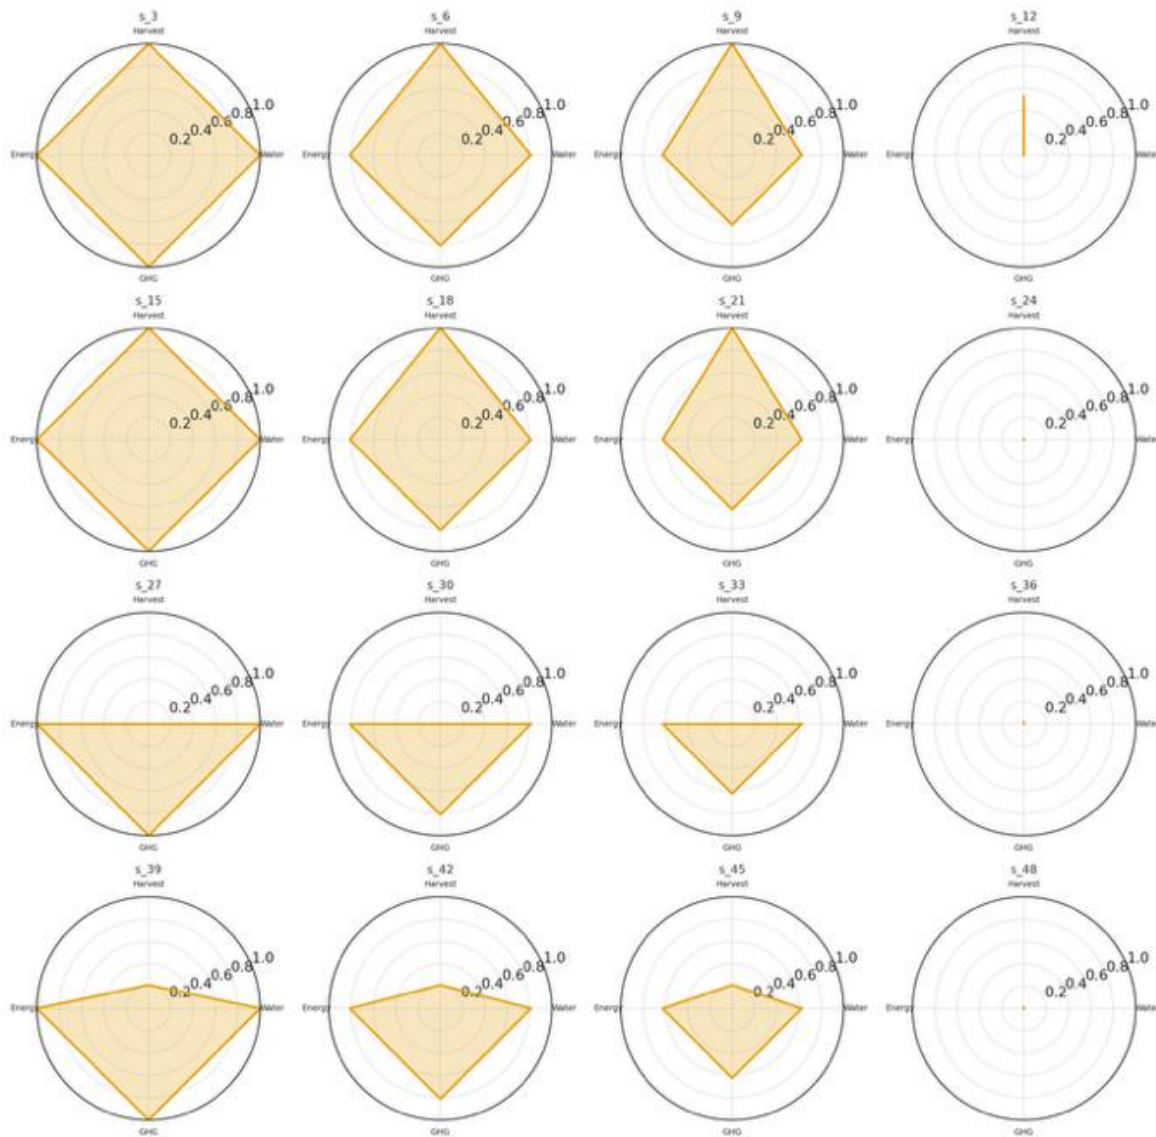 s_3 s_6 s_9 s_12
Harvest Harvest Harvest Harvest
0.2 0.4 0.6 0.8 1.0 0.2 0.4 0.6 0.8 1.0 0.2 0.4 0.6 0.8 1.0 0.2 0.4 0.6 0.8 1.0
Energy Water Energy Water Energy Water Energy Water
GHG GHG GHG GHG
s_15 s_18 s_21 s_24
Harvest Harvest Harvest Harvest
0.2 0.4 0.6 0.8 1.0 0.2 0.4 0.6 0.8 1.0 0.2 0.4 0.6 0.8 1.0 0.2 0.4 0.6 0.8 1.0
Energy Water Energy Water Energy Water Energy Water
GHG GHG GHG GHG
s_27 s_30 s_33 s_36
Harvest Harvest Harvest Harvest
0.2 0.4 0.6 0.8 1.0 0.2 0.4 0.6 0.8 1.0 0.2 0.4 0.6 0.8 1.0 0.2 0.4 0.6 0.8 1.0
Energy Water Energy Water Energy Water Energy Water
GHG GHG GHG GHG
s_39 s_42 s_45 s_48
Harvest Harvest Harvest Harvest
0.2 0.4 0.6 0.8 1.0 0.2 0.4 0.6 0.8 1.0 0.2 0.4 0.6 0.8 1.0 0.2 0.4 0.6 0.8 1.0
Energy Water Energy Water Energy Water Energy Water
GHG GHG GHG GHG